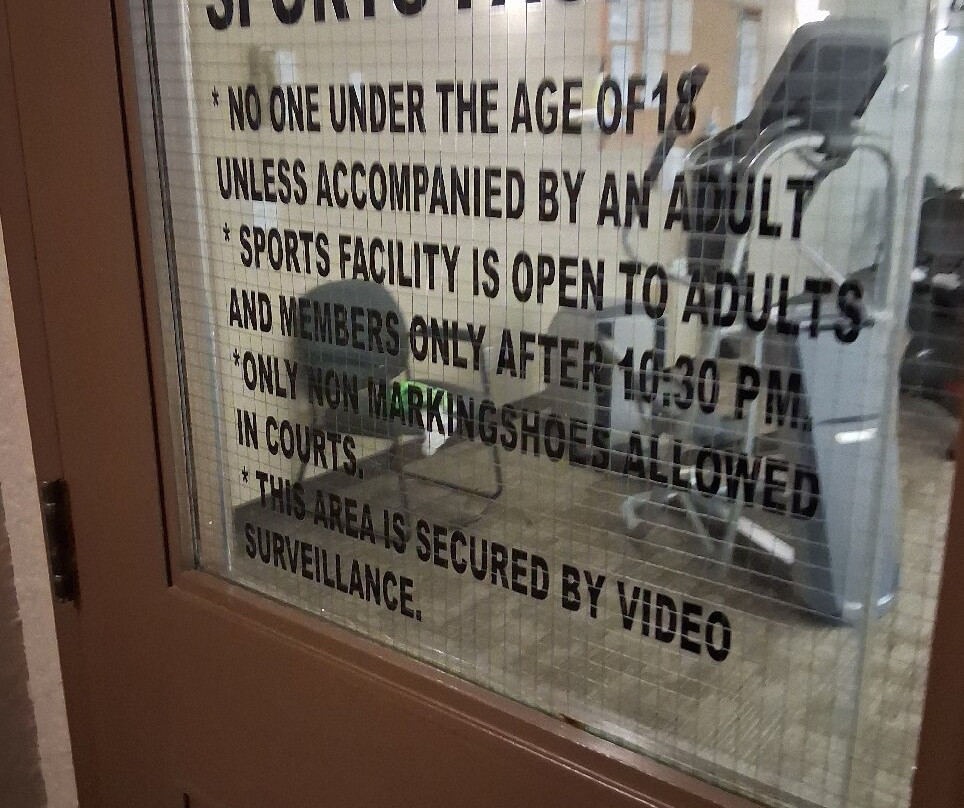 SPORTS
* NO ONE UNDER THE AGE OF18
UNLESS ACCOMPANIED BY AN ADULT
* SPORTS FACILITY IS OPEN TO ADULTS
AND MEMBERS ONLY AFTER 10:30 PM.
*ONLY NON MARKINGSHOES ALLOWED
IN COURTS.
* THIS AREA IS SECURED BY VIDEO
SURVEILLANCE.